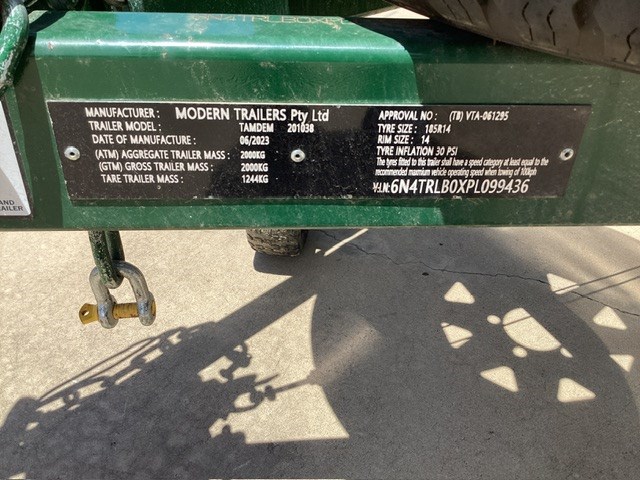 MANUFACTURER : MODERN TRAILERS Pty Ltd
TRAILER MODEL : TAMDEM 201038
DATE OF MANUFACTURE : 06/2023
(ATM) AGGREGATE TRAILER MASS : 2000KG
(GTM) GROSS TRAILER MASS : 2000KG
TARE TRAILER MASS : 1244KG
APPROVAL NO : (TB) VTA-061295
TYRE SIZE : 185R14
RIM SIZE : 14
TYRE INFLATION 30 PSI
The tyres fitted to this trailer shall have a speed category at least equal to the
recommended maxmium vehicle operating speed when towing of 100kph
V.I.N: 6N4TRLBOXPL099436
AND
RAILER